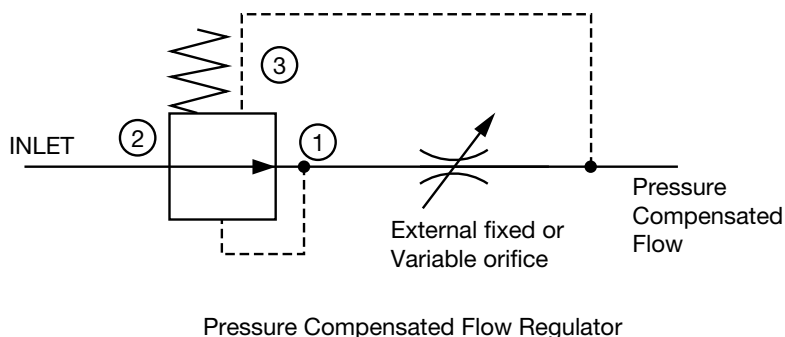 3
2
1
INLET
Pressure
Compensated
Flow
External fixed or
Variable orifice
Pressure Compensated Flow Regulator